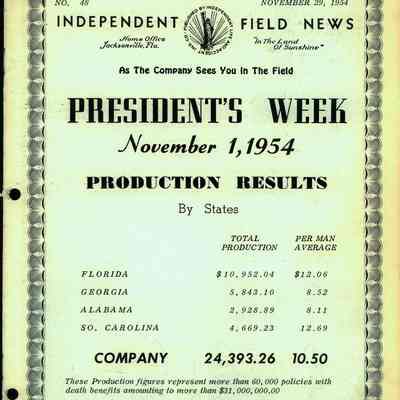 NO. 48 NOVEMBER 29, 1954
INDEPENDENT FIELD NEWS
Home Office "In The Land
Jacksonville, Fla. Of Sunshine"
As The Company Sees You In The Field
PRESIDENT'S WEEK
November 1, 1954
PRODUCTION RESULTS
By States
TOTAL PER MAN
PRODUCTION AVERAGE
FLORIDA $10,952.04 $12.06
GEORGIA 5,843.10 8.52
ALABAMA 2,928.89 8.11
SO. CAROLINA 4,669.23 12.69
COMPANY 24,393.26 10.50
These Production figures represent more than 60,000 policies with
death benefits amounting to more than $31,000,000.00